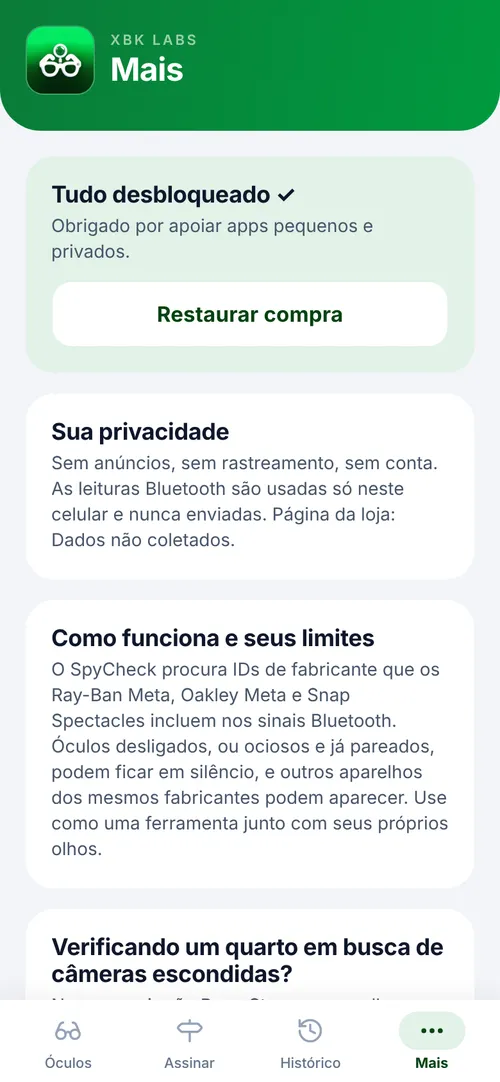 XBK LABS
Mais
Tudo desbloqueado ✓
Obrigado por apoiar apps pequenos e
privados.
Restaurar compra
Sua privacidade
Sem anúncios, sem rastreamento, sem conta.
As leituras Bluetooth são usadas só neste
celular e nunca enviadas. Página da loja:
Dados não coletados.
Como funciona e seus limites
O SpyCheck procura IDs de fabricante que os
Ray-Ban Meta, Oakley Meta e Snap
Spectacles incluem nos sinais Bluetooth.
Óculos desligados, ou ociosos e já pareados,
podem ficar em silêncio, e outros aparelhos
dos mesmos fabricantes podem aparecer. Use
como uma ferramenta junto com seus próprios
olhos.
Verificando um quarto em busca de
câmeras escondidas?
Óculos
Assinar
Histórico
Mais